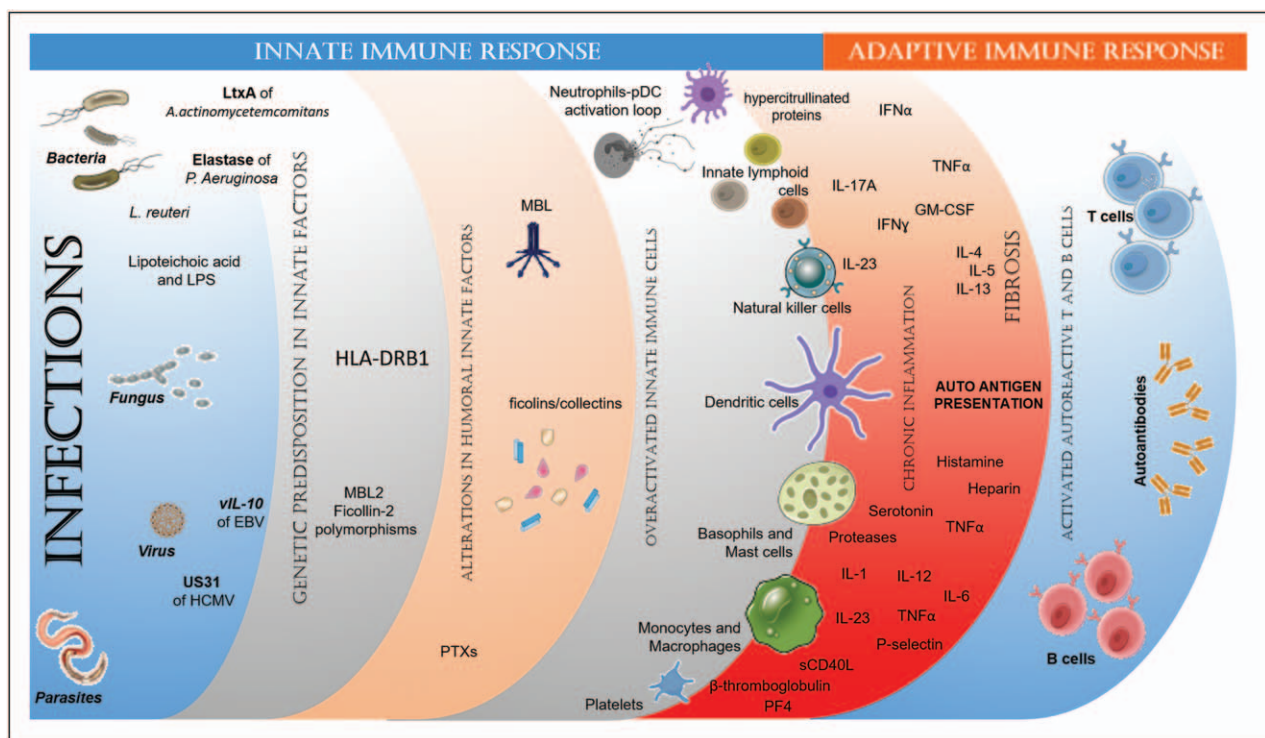 INNATE IMMUNE RESPONSE
ADAPTIVE IMMUNE RESPONSE
INFECTIONS
Bacteria
LtxA of
A.actinomycetemcomitans
Elastase of
P. Aeruginosa
L. reuteri
Lipoteichoic acid
and LPS
Fungus
Virus
vIL-10
of EBV
US31
of HCMV
Parasites
GENETIC PREDISPOSITION IN INNATE FACTORS
HLA-DRB1
MBL2
Ficollin-2
polymorphisms
ALTERATIONS IN HUMORAL INNATE FACTORS
MBL
ficolins/collectins
PTXs
OVERACTIVATED INNATE IMMUNE CELLS
Neutrophils-pDC
activation loop
Innate lymphoid
cells
Natural killer cells
Dendritic cells
Basophils and
Mast cells
Monocytes and
Macrophages
Platelets
hypercitrullinated
proteins
IFNα
TNFα
IL-17A
GM-CSF
IFNɣ
IL-23
IL-4
IL-5
IL-13
FIBROSIS
CHRONIC INFLAMMATION
AUTO ANTIGEN
PRESENTATION
Histamine
Heparin
Serotonin
TNFα
Proteases
IL-1
IL-12
IL-6
IL-23
TNFα
P-selectin
sCD40L
β-thromboglobulin
PF4
ACTIVATED AUTOREACTIVE T AND B CELLS
T cells
Autoantibodies
B cells